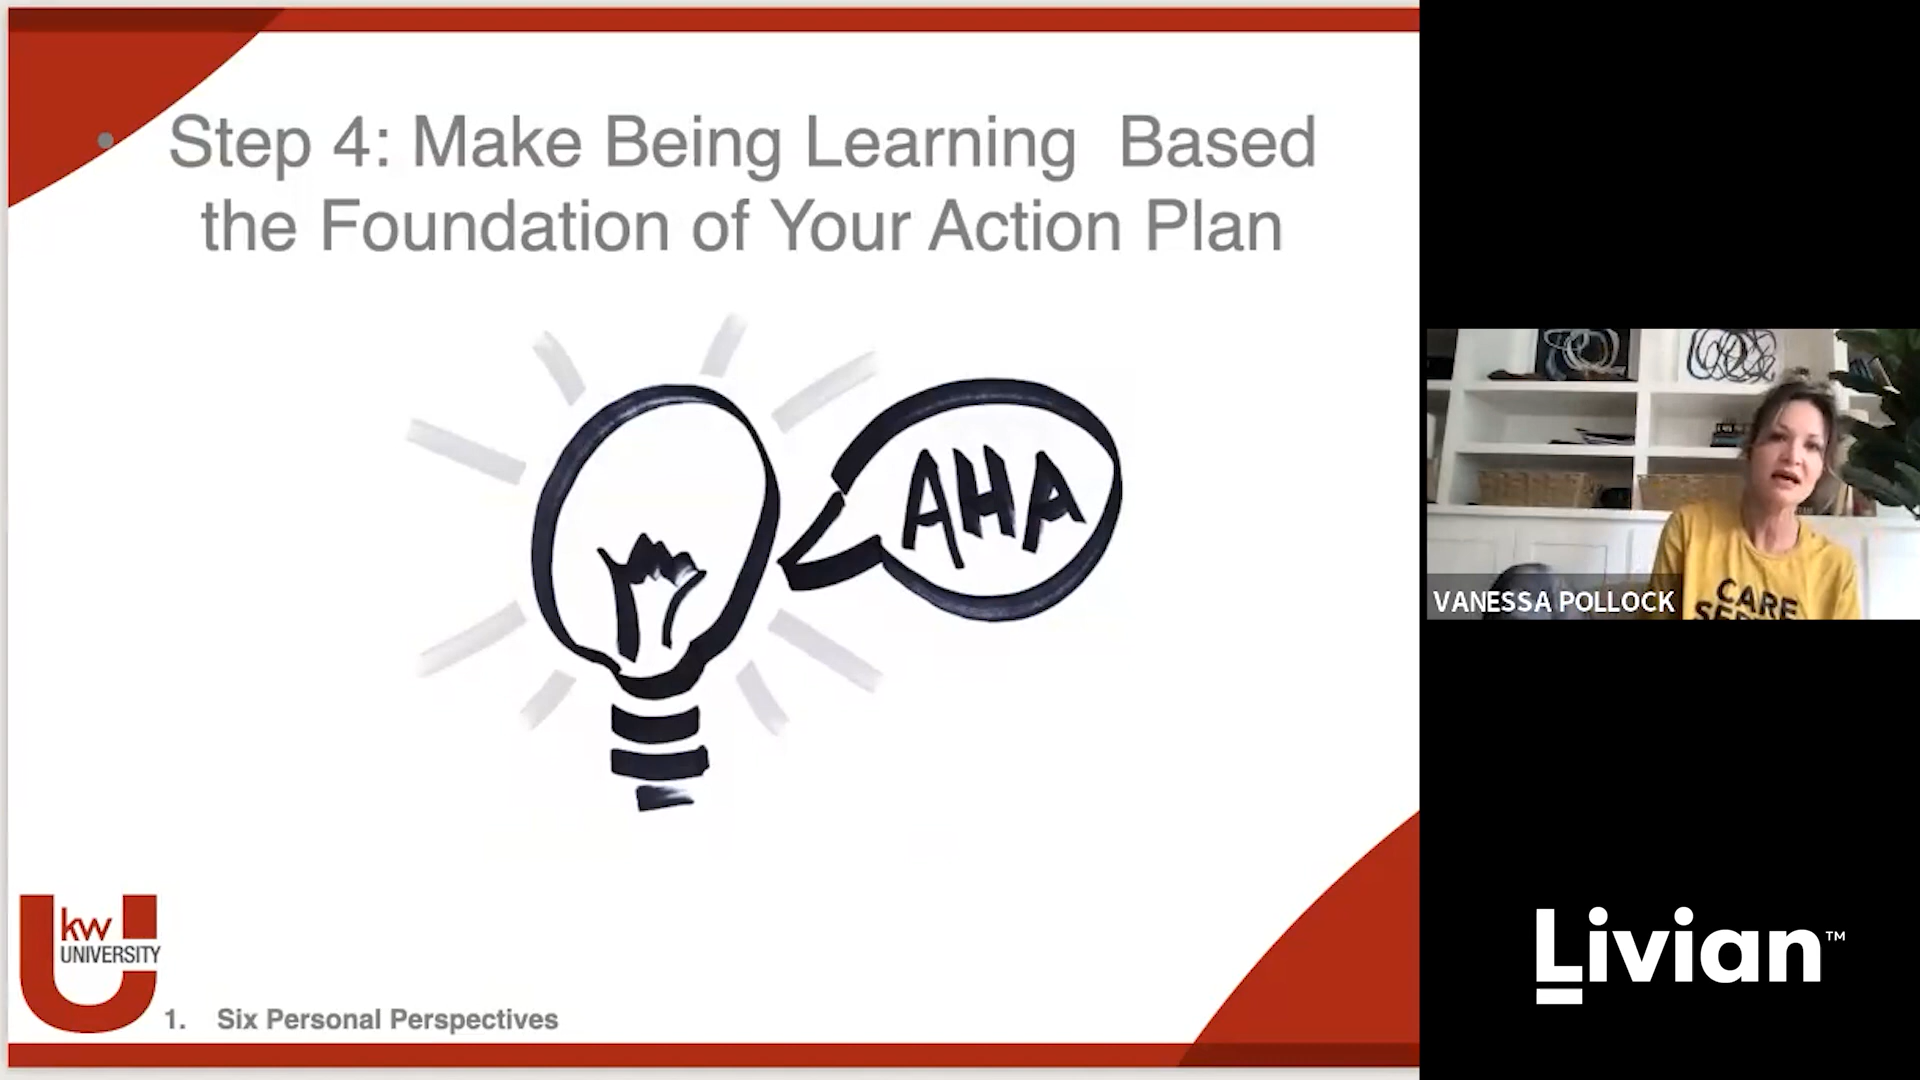 • Step 4: Make Being Learning  Based
the Foundation of Your Action Plan
AHA
VANESSA POLLOCK
CARE
kw
UNIVERSITY
1. Six Personal Perspectives
Livian™